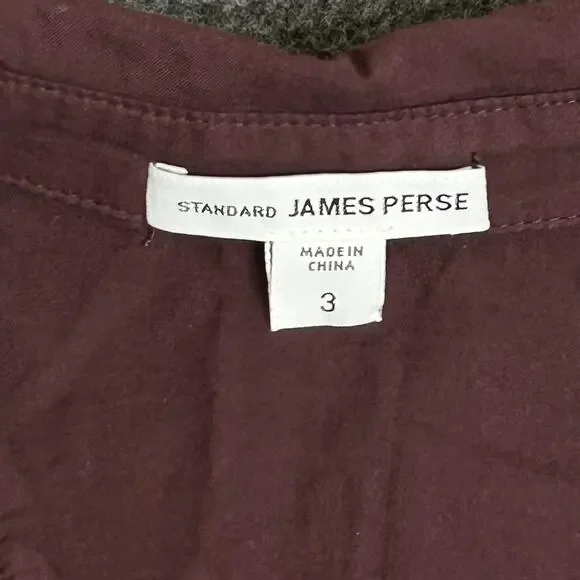 STANDARD JAMES PERSE
MADE IN
CHINA
3